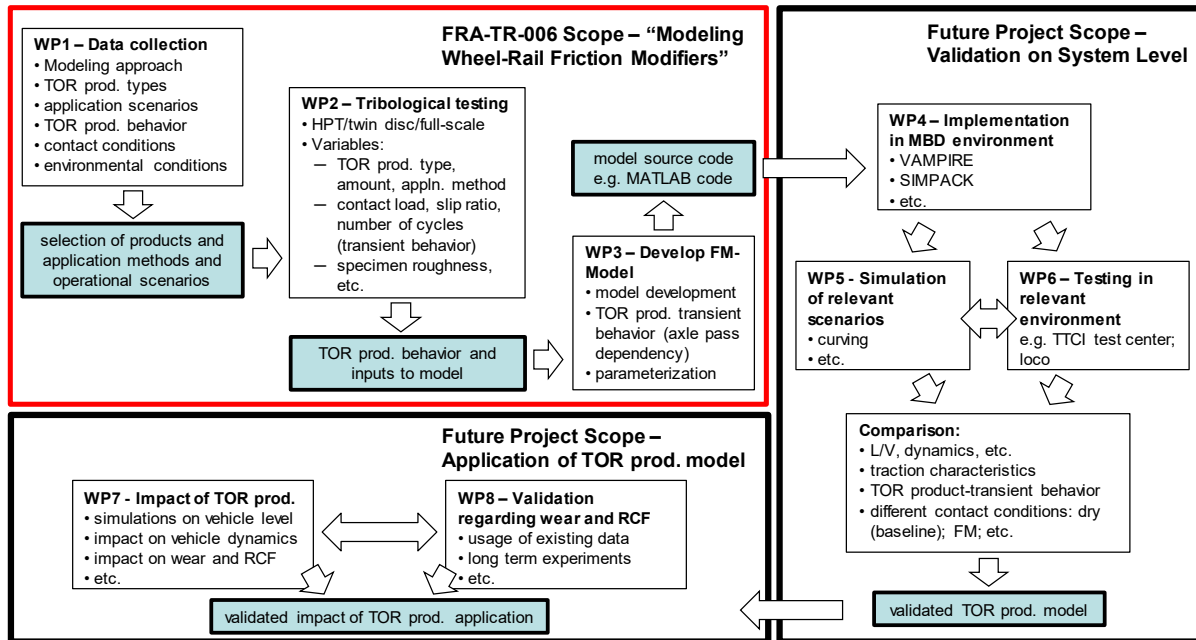 FRA-TR-006 Scope – “Modeling
Wheel-Rail Friction Modifiers”
WP1 – Data collection
• Modeling approach
• TOR prod. types
• application scenarios
• TOR prod. behavior
• contact conditions
• environmental conditions
selection of products and
application methods and
operational scenarios
WP2 – Tribological testing
• HPT/twin disc/full-scale
• Variables:
— TOR prod. type,
amount, appln. method
— contact load, slip ratio,
number of cycles
(transient behavior)
— specimen roughness,
etc.
TOR prod. behavior and
inputs to model
WP3 – Develop FM-
Model
• model development
• TOR prod. transient
behavior (axle pass
dependency)
• parameterization
model source code
e.g. MATLAB code
Future Project Scope –
Validation on System Level
WP4 – Implementation
in MBD environment
• VAMPIRE
• SIMPACK
• etc.
WP5 - Simulation
of relevant
scenarios
• curving
• etc.
WP6 – Testing in
relevant
environment
e.g. TTCI test center;
loco
Comparison:
• L/V, dynamics, etc.
• traction characteristics
• TOR product-transient behavior
• different contact conditions: dry
(baseline); FM; etc.
validated TOR prod. model
Future Project Scope –
Application of TOR prod. model
WP7 - Impact of TOR prod.
• simulations on vehicle level
• impact on vehicle dynamics
• impact on wear and RCF
• etc.
WP8 – Validation
regarding wear and RCF
• usage of existing data
• long term experiments
• etc.
validated impact of TOR prod. application